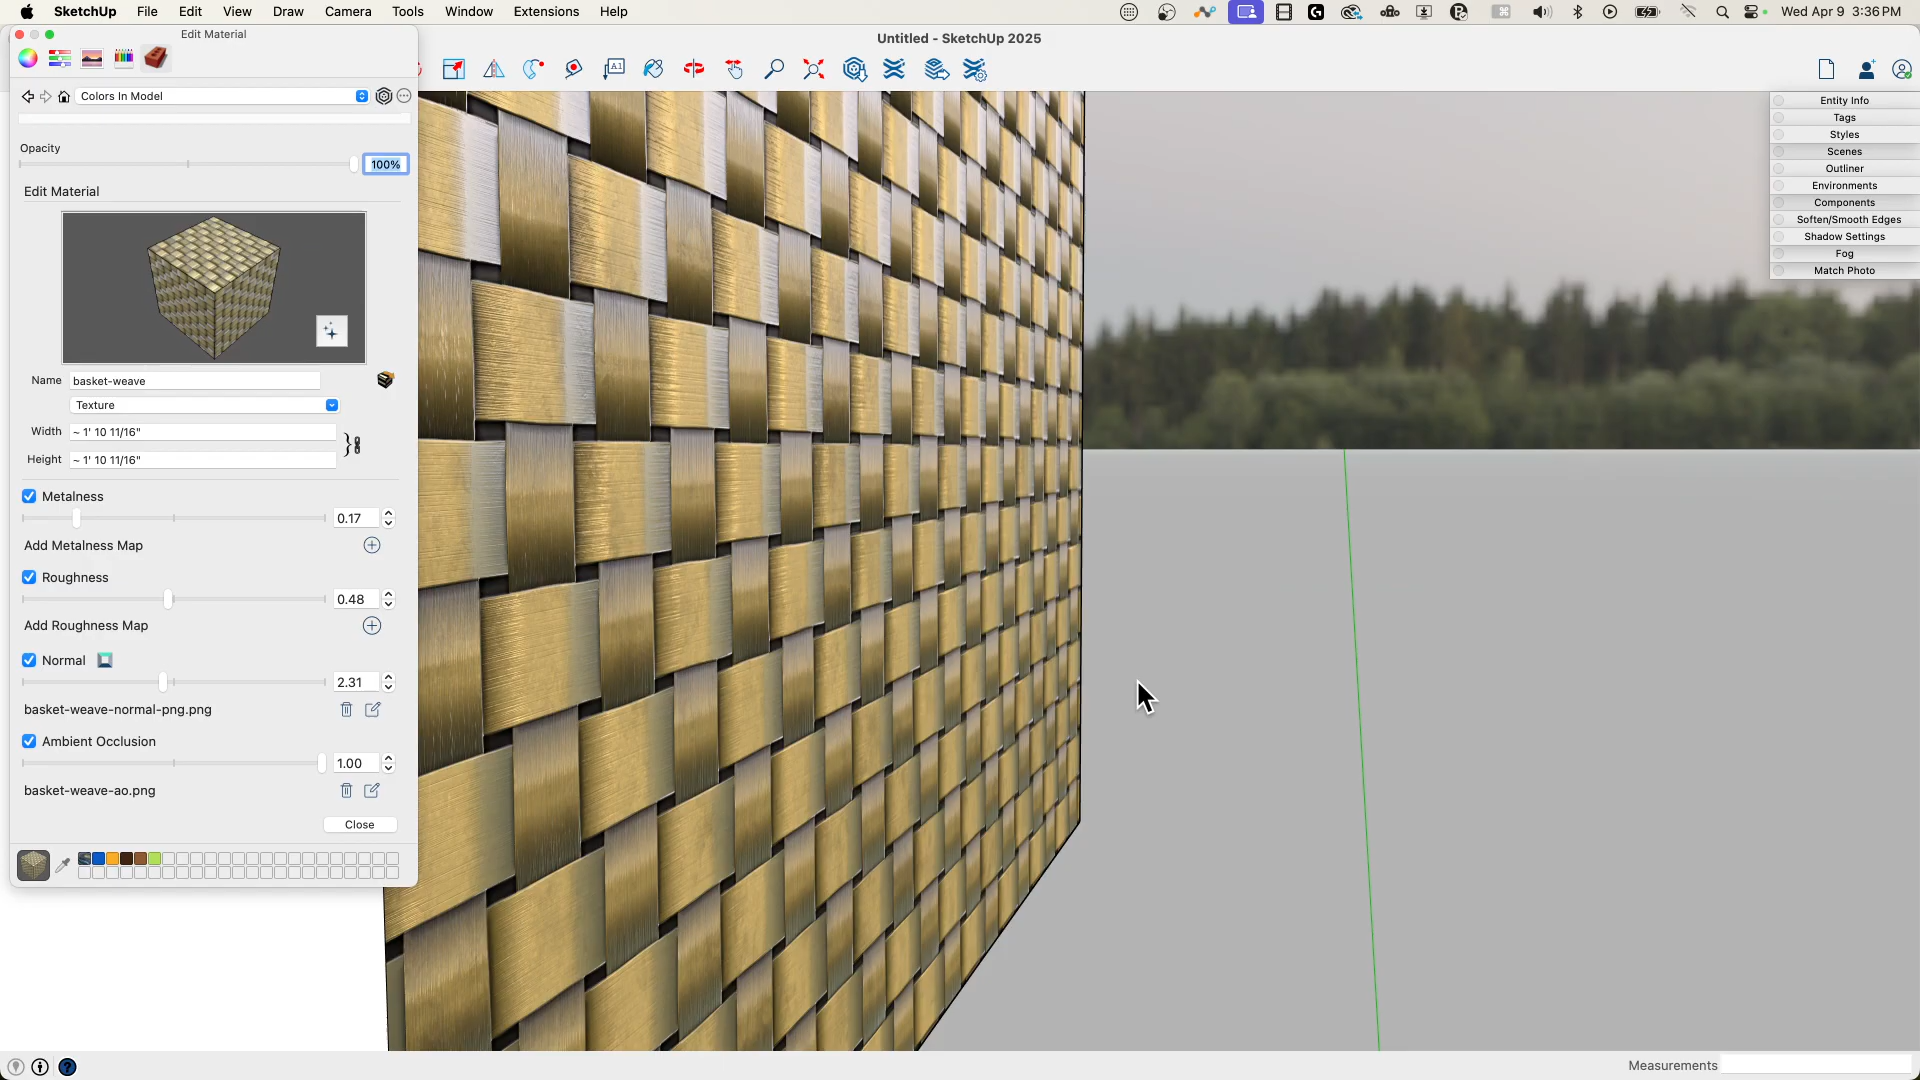 SketchUp File Edit View Draw Camera Tools Window Extensions Help
Wed Apr 9 3:36 PM
Edit Material
Untitled - SketchUp 2025
A1
Colors In Model
Opacity
100%
Edit Material
Name basket-weave
Texture
Width ~ 1' 10 11/16"
Height ~ 1' 10 11/16"
Metalness
0.17
Add Metalness Map
Roughness
0.48
Add Roughness Map
Normal
2.31
basket-weave-normal-png.png
Ambient Occlusion
1.00
basket-weave-ao.png
Close
Entity Info
Tags
Styles
Scenes
Outliner
Environments
Components
Soften/Smooth Edges
Shadow Settings
Fog
Match Photo
Measurements